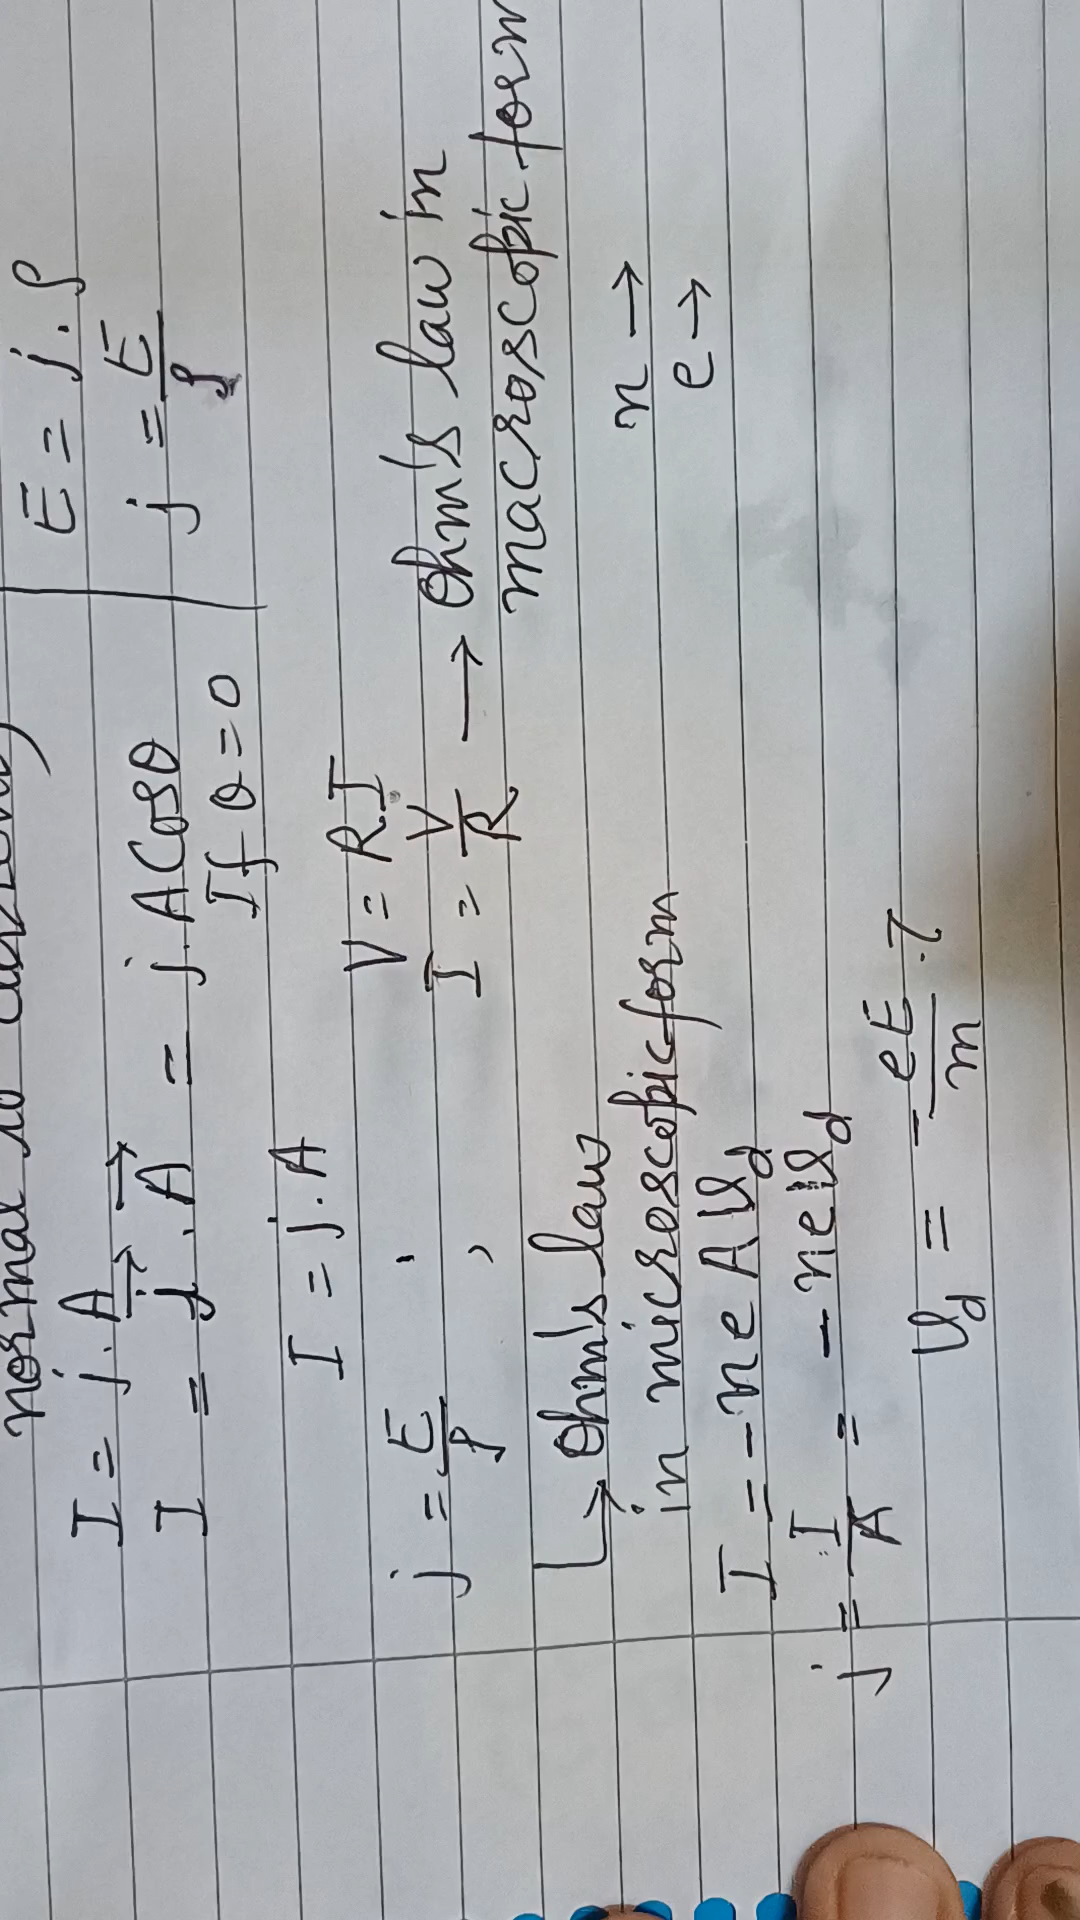 normal to
I = j.A
E = j.ρ
I = j⃗.A⃗ = j.A Cosθ
j = E/ρ
If θ=0
I = j.A
V = RI
j = E/ρ , I = V/R → Ohm's law in
macroscopic form
↳ Ohm's law
in microscopic form
n →
I = -neAvd
e →
j = I/A = -nevd
vd = -eE/m.τ